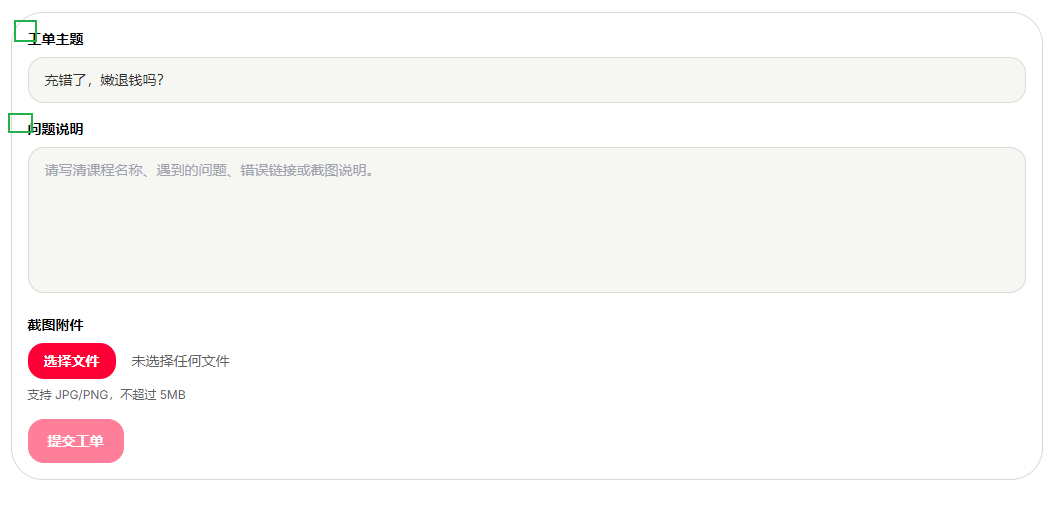 工单主题
充错了，嫩退钱吗?
问题说明
请写清课程名称、遇到的问题、错误链接或截图说明。
截图附件
选择文件 未选择任何文件
支持 JPG/PNG，不超过 5MB
提交工单